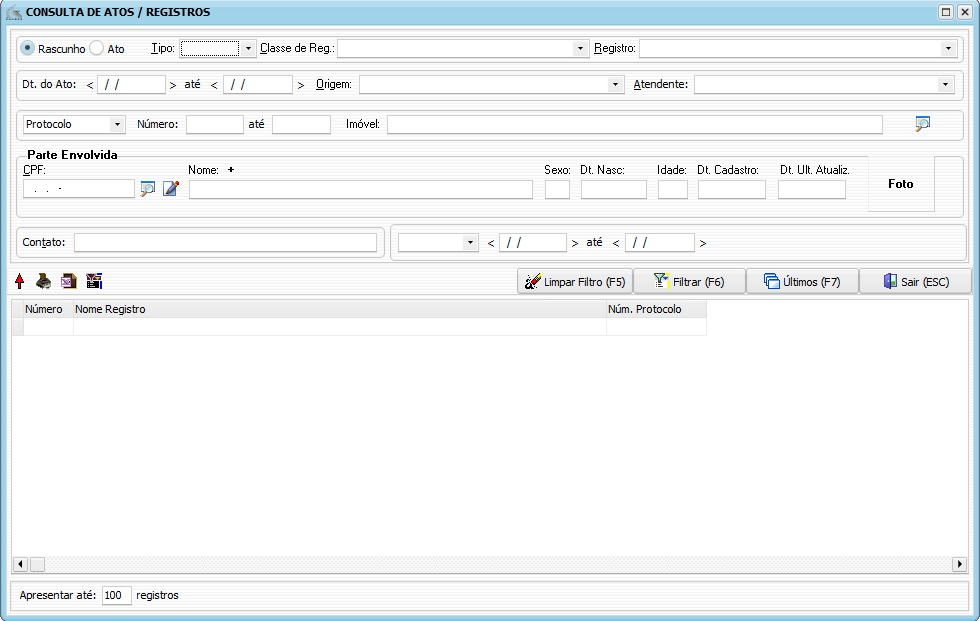 CONSULTA DE ATOS / REGISTROS
Rascunho Ato Tipo: Classe de Reg.: Registro:
Dt. do Ato: < / / > até < / / > Origem: Atendente:
Protocolo Número: até Imóvel:
Parte Envolvida
CPF: Nome: + Sexo: Dt. Nasc: Idade: Dt. Cadastro: Dt. Ult. Atualiz.
. . - Foto
Contato: < / / > até < / / >
Limpar Filtro (F5) Filtrar (F6) Últimos (F7) Sair (ESC)
Número Nome Registro Núm. Protocolo
Apresentar até: 100 registros